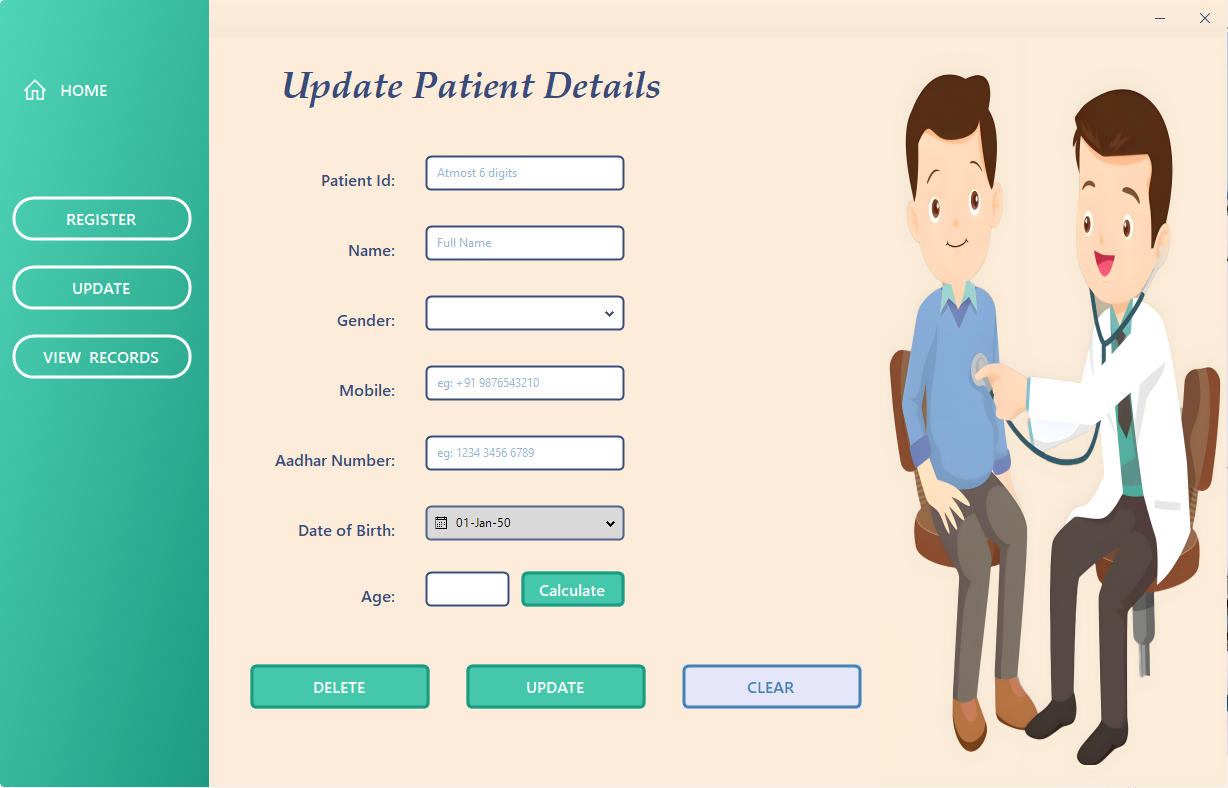 HOME
REGISTER
UPDATE
VIEW RECORDS
Update Patient Details
Patient Id: Atmost 6 digits
Name: Full Name
Gender:
Mobile: eg: +91 9876543210
Aadhar Number: eg: 1234 3456 6789
Date of Birth: 01-Jan-50
Age: Calculate
DELETE UPDATE CLEAR